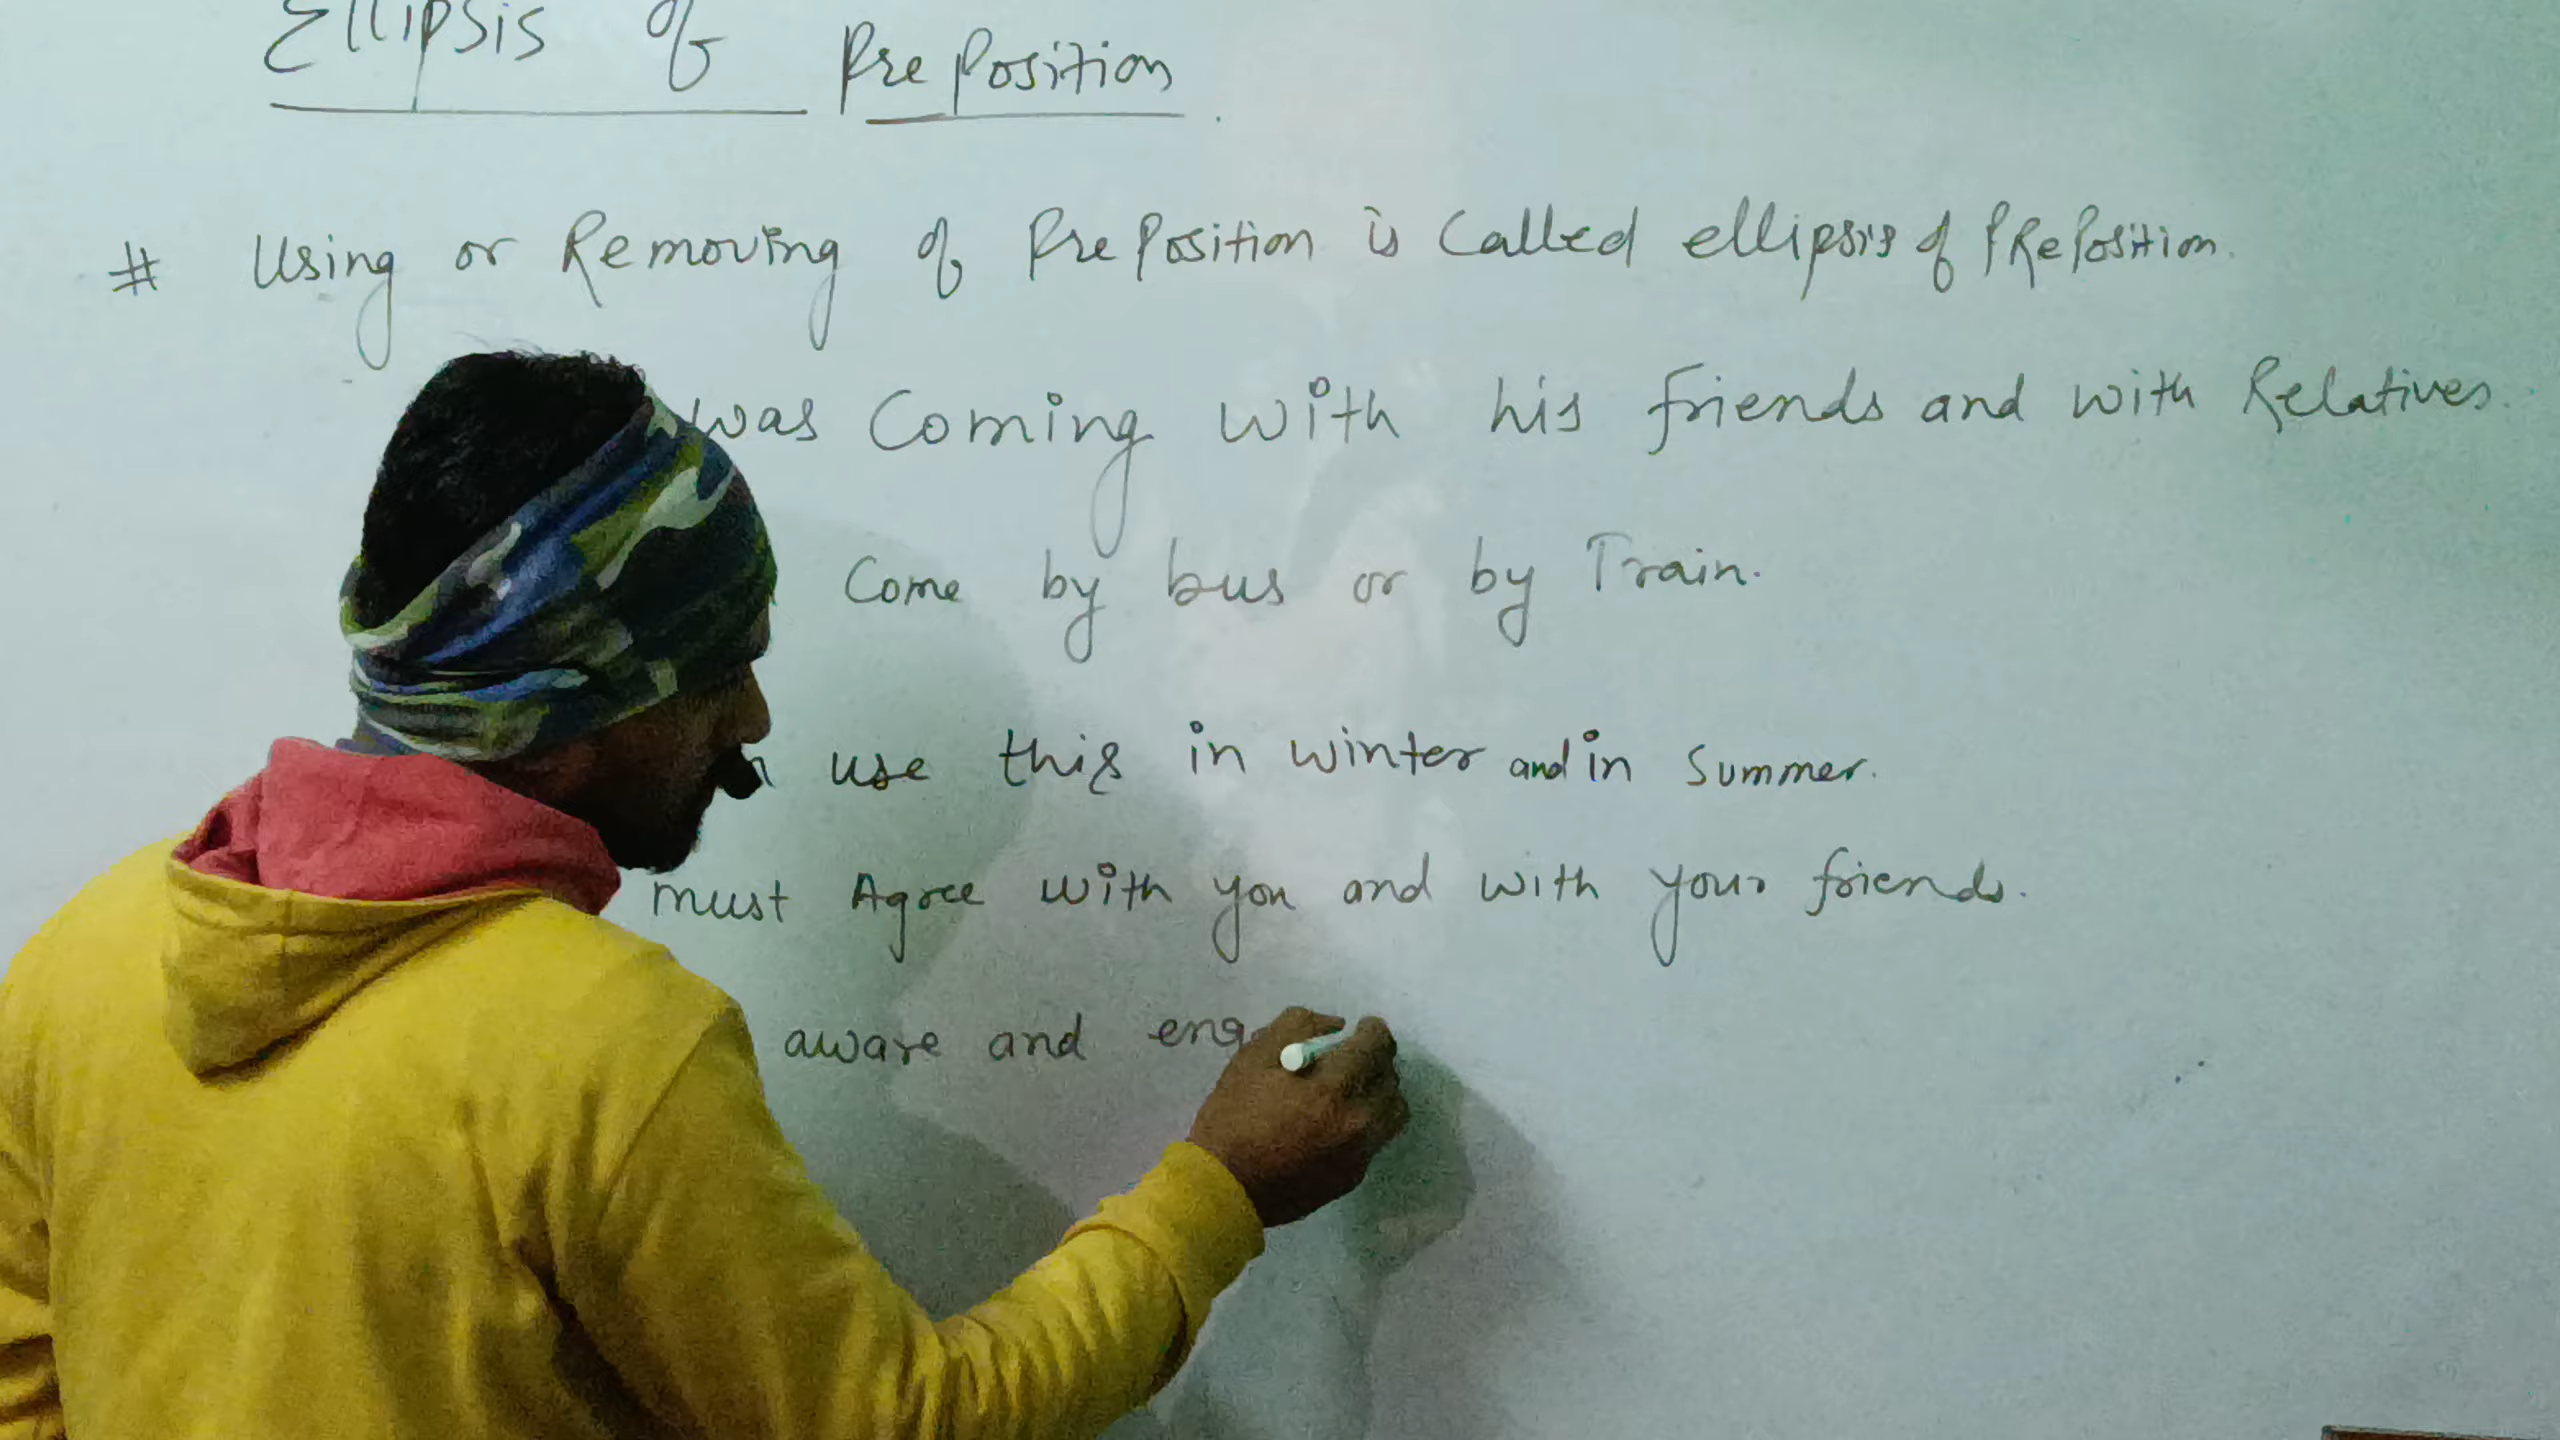 Ellipsis of Preposition
# Using or Removing of Preposition is Called ellipsis of PRePosition.
was Coming with his friends and with Relatives.
Come by bus or by Train.
use this in winter and in Summer.
must Agree with you and with your friends.
aware and